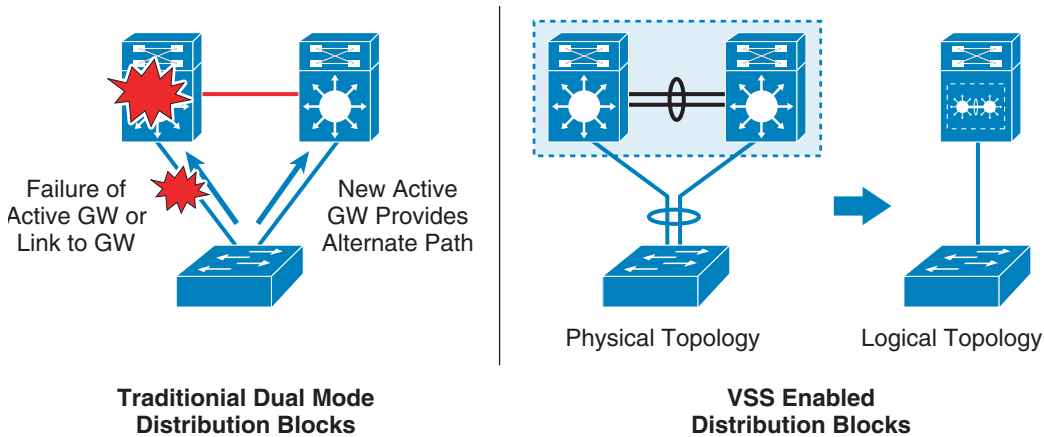 Failure of
Active GW or
Link to GW
New Active
GW Provides
Alternate Path
Physical Topology
Logical Topology
Traditionial Dual Mode
Distribution Blocks
VSS Enabled
Distribution Blocks